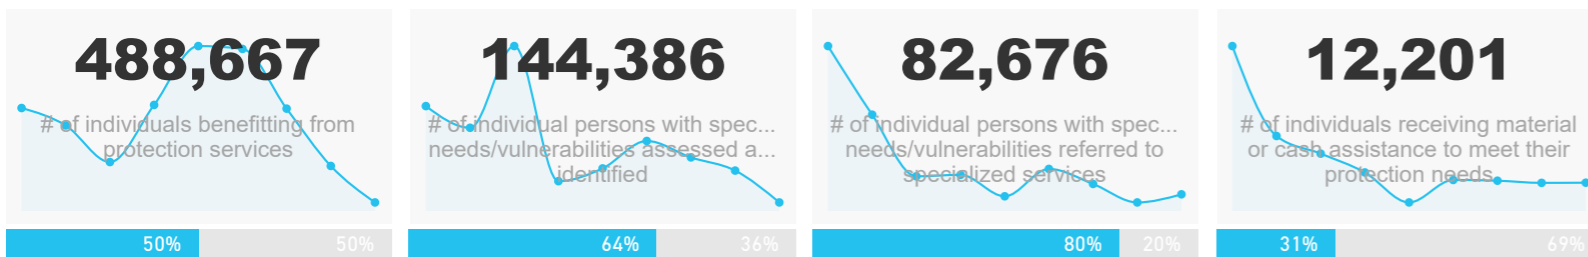 488,667
# of individuals benefitting from
protection services
50% 50%
144,386
# of individual persons with spec...
needs/vulnerabilities assessed a...
identified
64% 36%
82,676
# of individual persons with spec...
needs/vulnerabilities referred to
specialized services
80% 20%
12,201
# of individuals receiving material
or cash assistance to meet their
protection needs
31% 69%